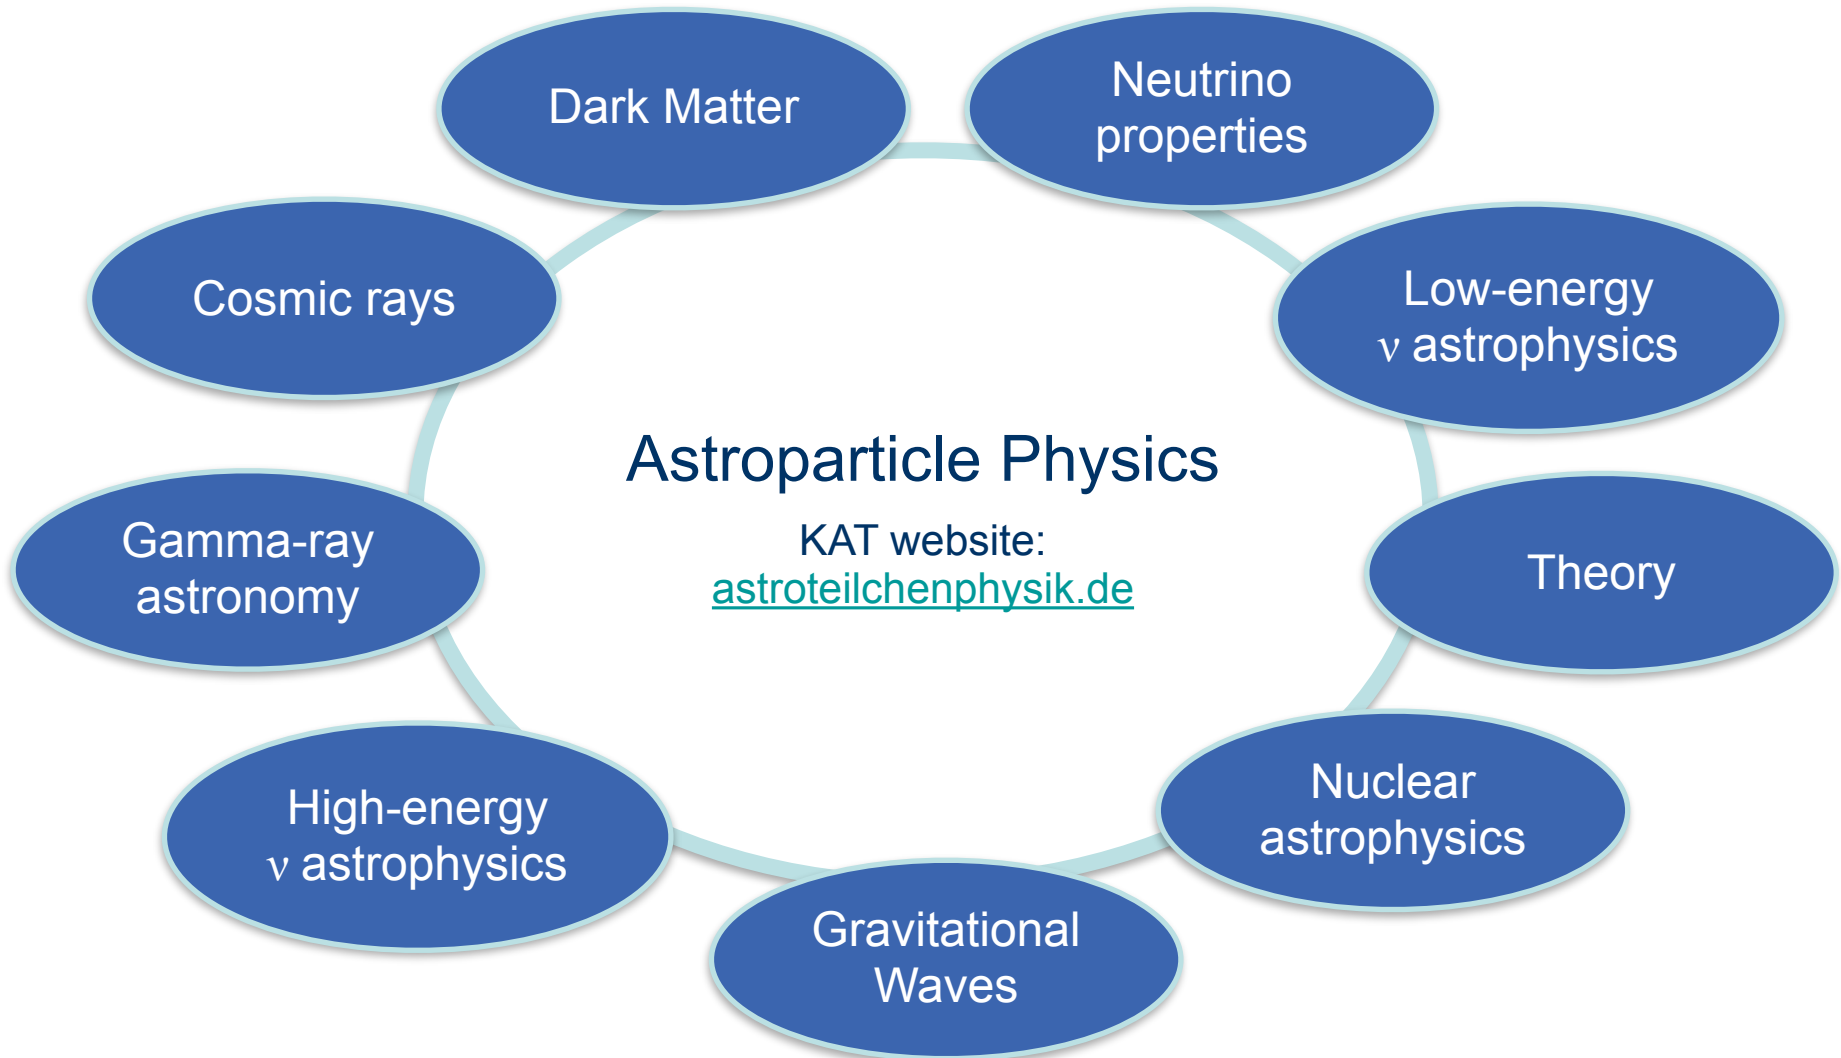 Dark Matter
Neutrino
properties
Cosmic rays
Low-energy
ν astrophysics
Astroparticle Physics
KAT website:
astroteilchenphysik.de
Gamma-ray
astronomy
Theory
High-energy
ν astrophysics
Nuclear
astrophysics
Gravitational
Waves